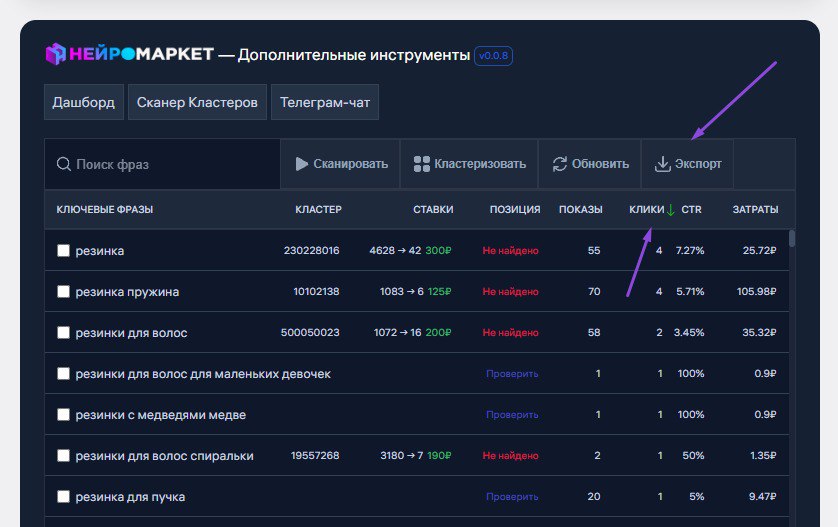 НЕЙРОМАРКЕТ — Дополнительные инструменты v0.0.8
Дашборд Сканер Кластеров Телеграм-чат
Поиск фраз Сканировать Кластеризовать Обновить Экспорт
КЛЮЧЕВЫЕ ФРАЗЫ КЛАСТЕР СТАВКИ ПОЗИЦИЯ ПОКАЗЫ КЛИКИ↓ CTR ЗАТРАТЫ
резинка 230228016 4628 → 42 300₽ Не найдено 55 4 7.27% 25.72₽
резинка пружина 10102138 1083 → 6 125₽ Не найдено 70 4 5.71% 105.98₽
резинки для волос 500050023 1072 → 16 200₽ Не найдено 58 2 3.45% 35.32₽
резинки для волос для маленьких девочек Проверить 1 1 100% 0.9₽
резинки с медведями медве Проверить 1 1 100% 0.9₽
резинки для волос спиральки 19557268 3180 → 7 190₽ Не найдено 2 1 50% 1.35₽
резинка для пучка Проверить 20 1 5% 9.47₽